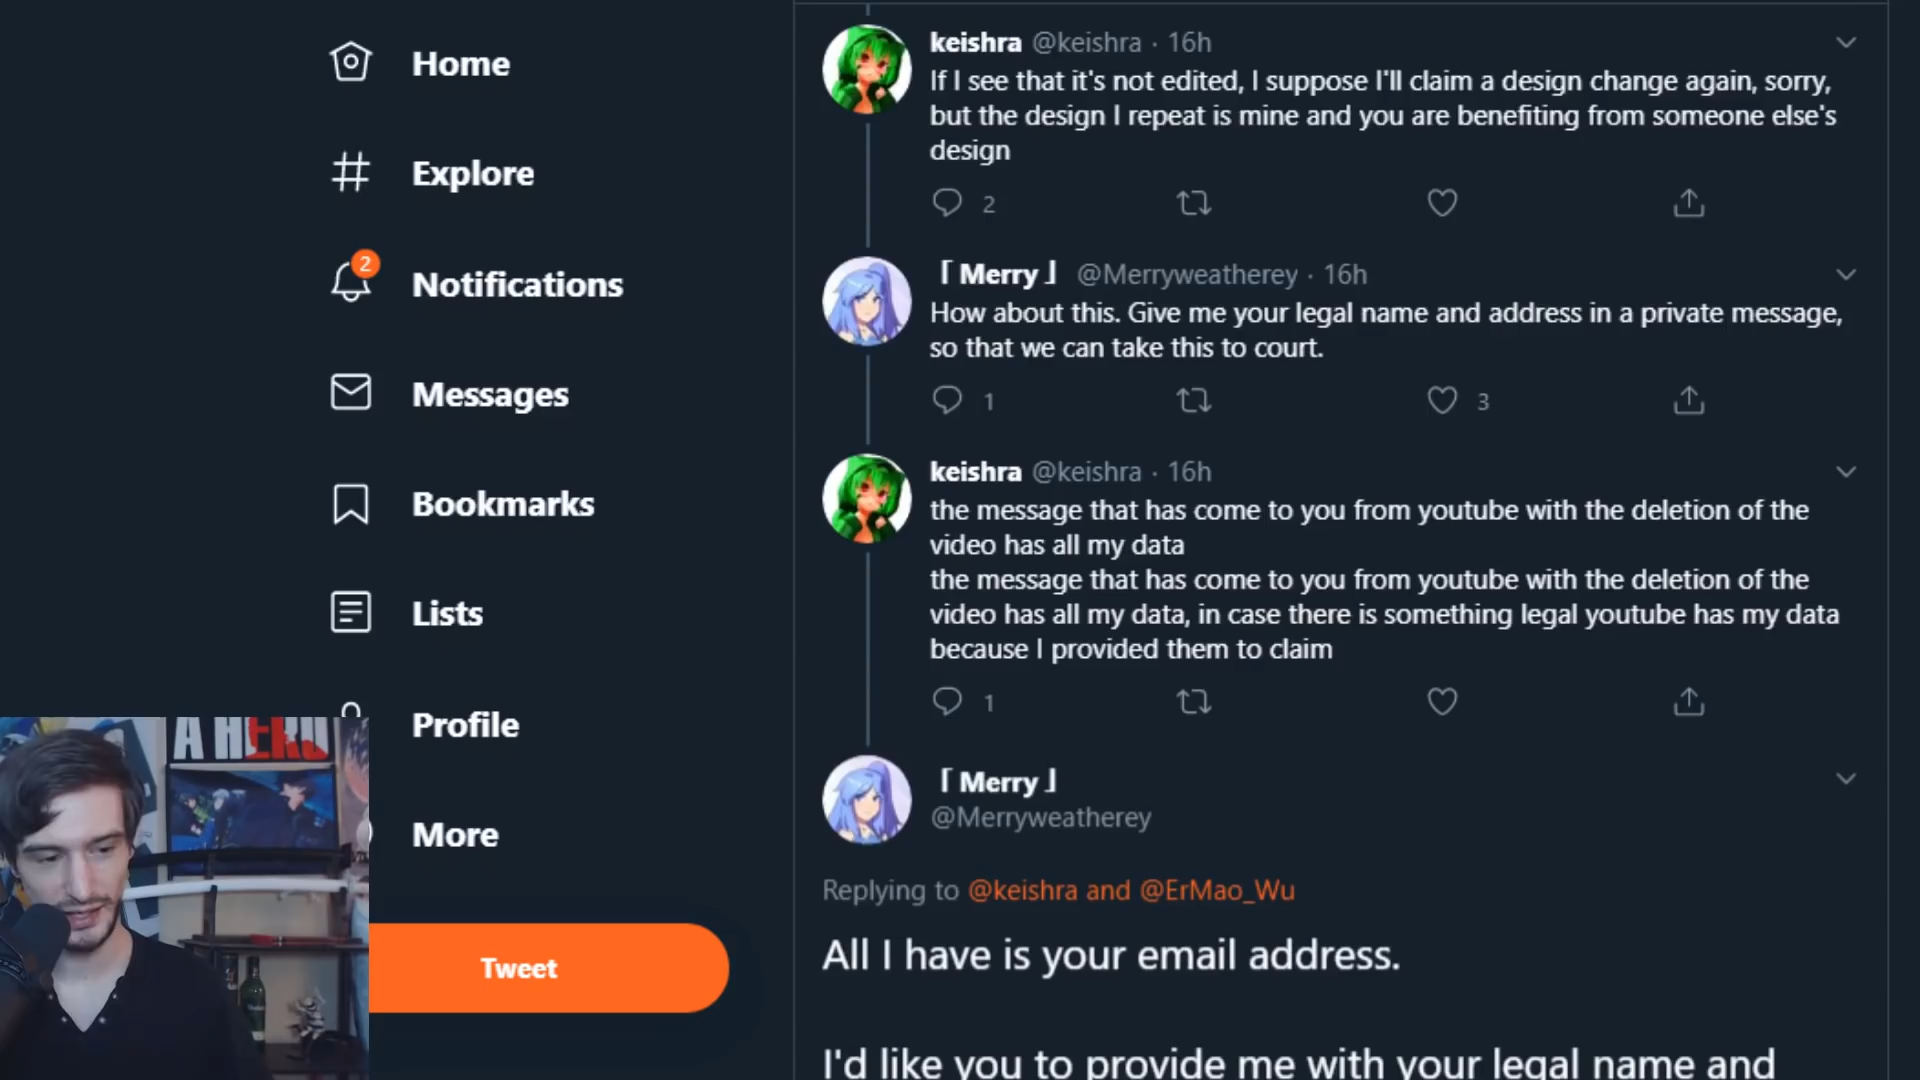 Home
Explore
2
Notifications
Messages
Bookmarks
Lists
Profile
More
Tweet
A HERO
keishra @keishra · 16h
If I see that it's not edited, I suppose I'll claim a design change again, sorry,
but the design I repeat is mine and you are benefiting from someone else's
design
2
「Merry」 @Merryweatherey · 16h
How about this. Give me your legal name and address in a private message,
so that we can take this to court.
1 3
keishra @keishra · 16h
the message that has come to you from youtube with the deletion of the
video has all my data
the message that has come to you from youtube with the deletion of the
video has all my data, in case there is something legal youtube has my data
because I provided them to claim
1
「Merry」
@Merryweatherey
Replying to @keishra and @ErMao_Wu
All I have is your email address.
I'd like you to provide me with your legal name and